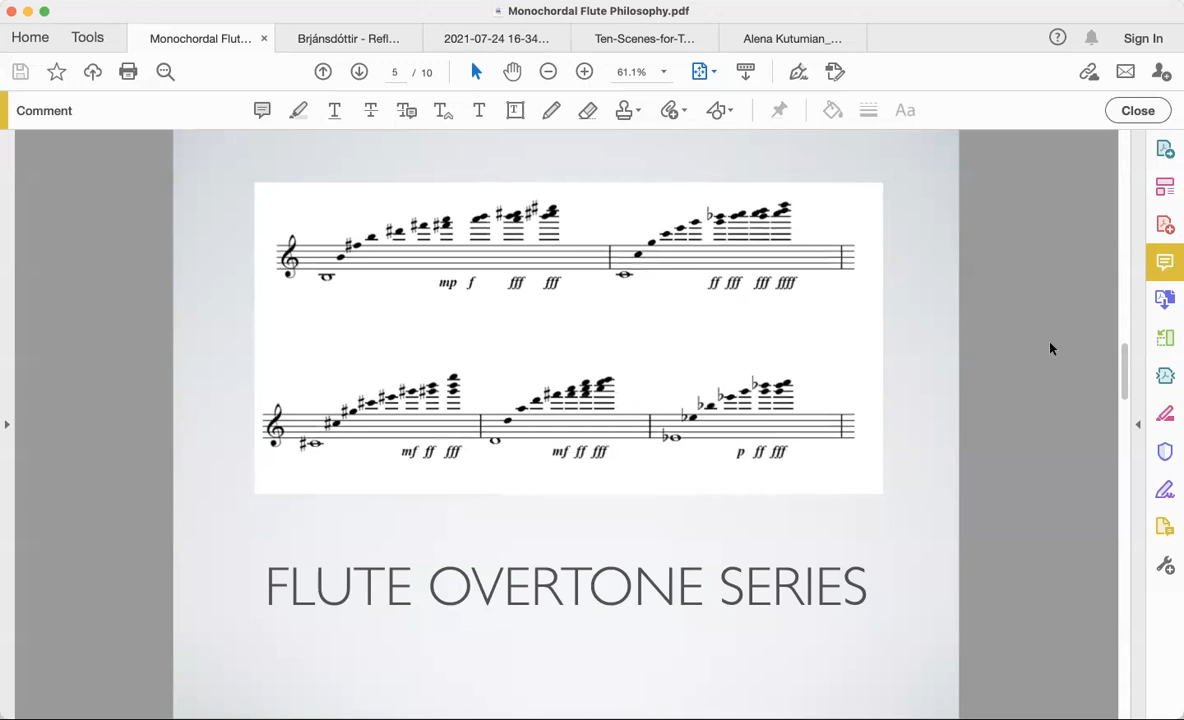 Monochordal Flute Philosophy.pdf
Home Tools Monochordal Flut... × Brjánsdóttir - Refl... 2021-07-24 16-34... Ten-Scenes-for-T... Alena Kutumian_... Sign In
5 / 10 61.1%
Comment Aa Close
mp f fff fff ff fff fff ffff
mf ff fff mf ff fff p ff fff
FLUTE OVERTONE SERIES